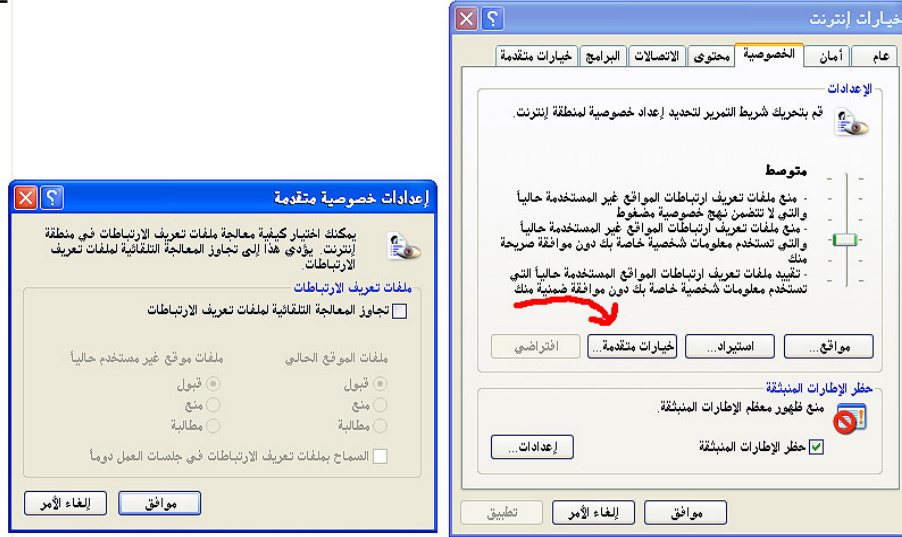 خيارات إنترنت
عام
أمان
الخصوصية
محتوى
الاتصالات
البرامج
خيارات متقدمة
الإعدادات
قم بتحريك شريط التمرير لتحديد إعداد خصوصية لمنطقة إنترنت.
متوسط
- منع ملفات تعريف ارتباطات المواقع غير المستخدمة حالياً
والتي لا تتضمن نهج خصوصية مضغوط
- منع ملفات تعريف ارتباطات المواقع غير المستخدمة حالياً
والتي تستخدم معلومات شخصية خاصة بك دون موافقة صريحة
منك
- تقييد ملفات تعريف ارتباطات المواقع المستخدمة حالياً التي
تستخدم معلومات شخصية خاصة بك دون موافقة ضمنية منك
مواقع...
استيراد...
خيارات متقدمة...
افتراضي
حظر الإطارات المنبثقة
منع ظهور معظم الإطارات المنبثقة.
حظر الإطارات المنبثقة
إعدادات...
موافق
إلغاء الأمر
تطبيق
إعدادات خصوصية متقدمة
يمكنك اختيار كيفية معالجة ملفات تعريف الارتباطات في منطقة
إنترنت. يؤدي هذا إلى تجاوز المعالجة التلقائية لملفات تعريف
الارتباطات.
ملفات تعريف الارتباطات
تجاوز المعالجة التلقائية لملفات تعريف الارتباطات
ملفات الموقع الحالي
ملفات موقع غير مستخدم حالياً
قبول
قبول
منع
منع
مطالبة
مطالبة
السماح بملفات تعريف الارتباطات في جلسات العمل دوماً
موافق
إلغاء الأمر